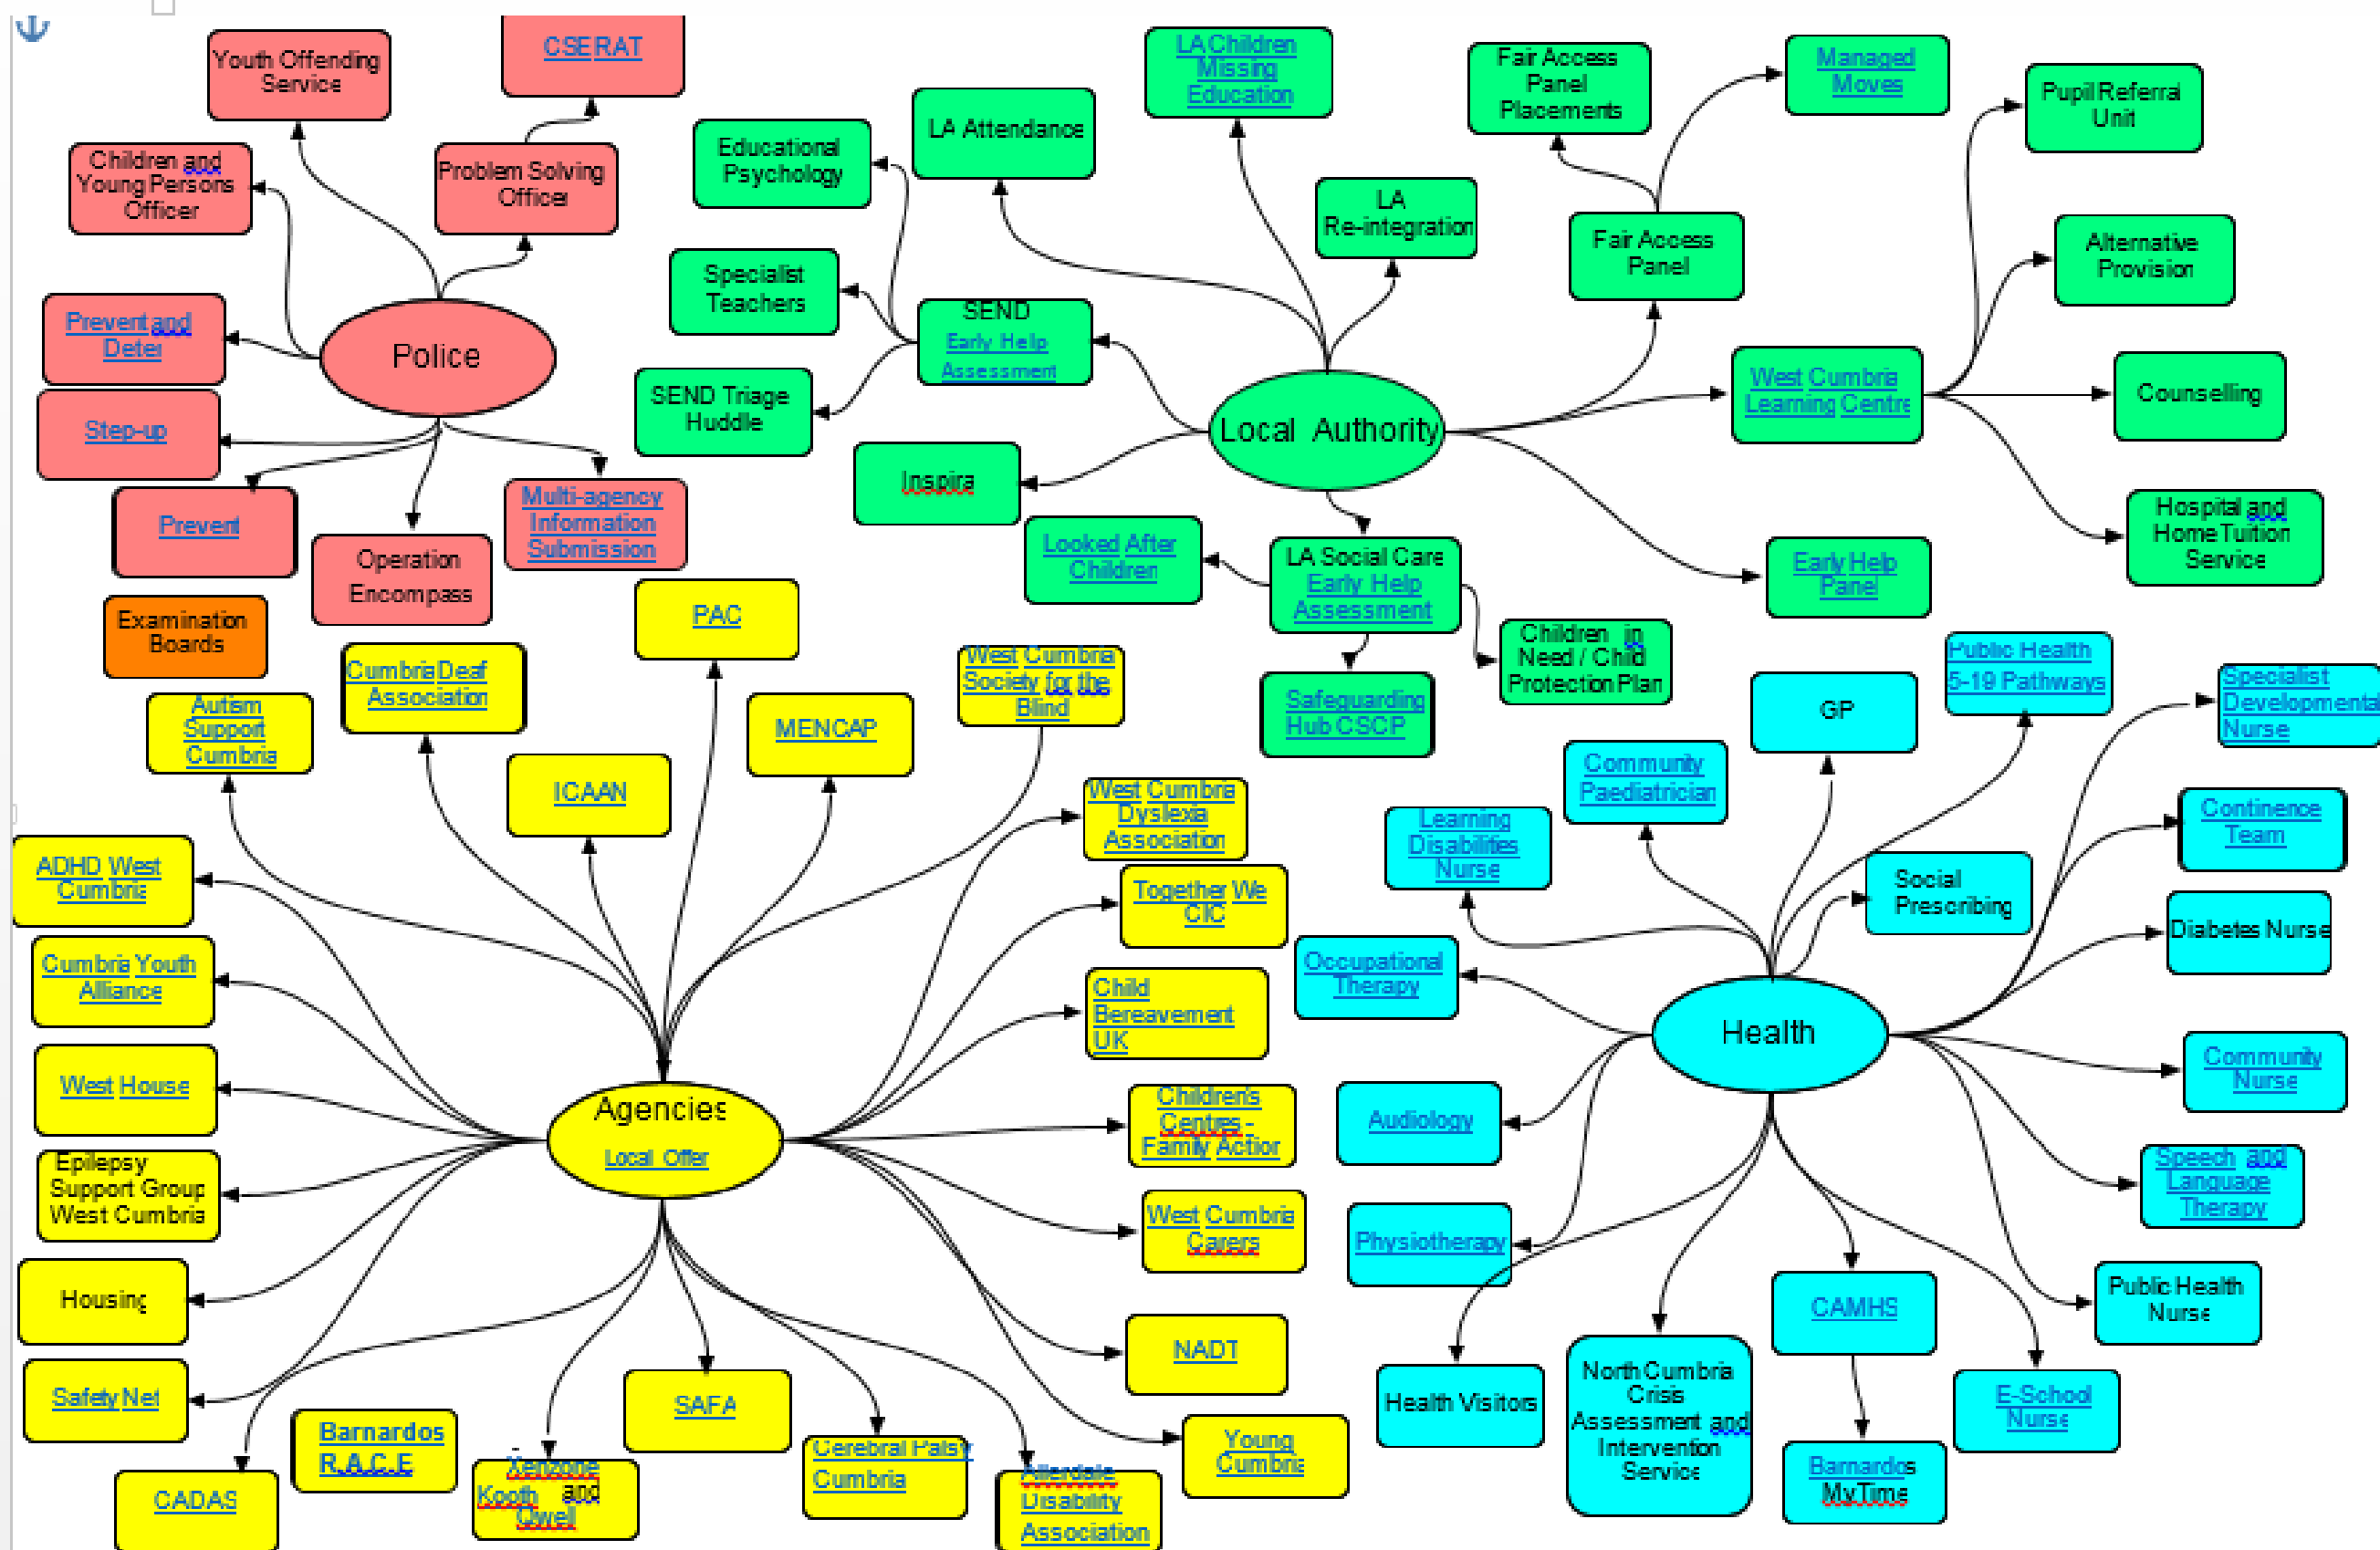 Youth Offending
Service
CSERAT
Children and
Young Persons
Officer
Problem Solving
Officer
Prevent and
Deter
Police
Step-up
Prevent
Operation
Encompass
Multi-agency
Information
Submission
Examination
Boards
LA Children
Missing
Education
LA Attendance
Educational
Psychology
Specialist
Teachers
SEND
Early Help
Assessment
SEND Triage
Huddle
Inspira
LA
Re-integration
Fair Access
Panel
Placements
Managed
Moves
Pupil Referral
Unit
Fair Access
Panel
Alternative
Provision
Local Authority
West Cumbria
Learning Centre
Counselling
Hospital and
Home Tuition
Service
Early Help
Panel
Looked After
Children
LA Social Care
Early Help
Assessment
Children in
Need / Child
Protection Plan
Safeguarding
Hub CSCP
PAC
Cumbria Deaf
Association
West Cumbria
Society for the
Blind
Autism
Support
Cumbria
MENCAP
ICAAN
West Cumbria
Dyslexia
Association
ADHD West
Cumbria
Together We
CIC
Cumbria Youth
Alliance
Child
Bereavement
UK
West House
Agencies
Local Offer
Children's
Centres -
Family Action
Epilepsy
Support Group
West Cumbria
West Cumbria
Carers
Housing
NADT
Safety Net
SAFA
Barnardos
R.A.C.E
Young
Cumbria
CADAS
Xenzone
Kooth and
Qwell
Cerebral Palsy
Cumbria
Allerdale
Disability
Association
Public Health
5-19 Pathways
Specialist
Developmental
Nurse
GP
Community
Paediatrician
Continence
Team
Learning
Disabilities
Nurse
Social
Prescribing
Diabetes Nurse
Occupational
Therapy
Health
Community
Nurse
Audiology
Speech and
Language
Therapy
Physiotherapy
Public Health
Nurse
CAMHS
Health Visitors
North Cumbria
Crisis
Assessment and
Intervention
Service
E-School
Nurse
Barnardos
MyTime